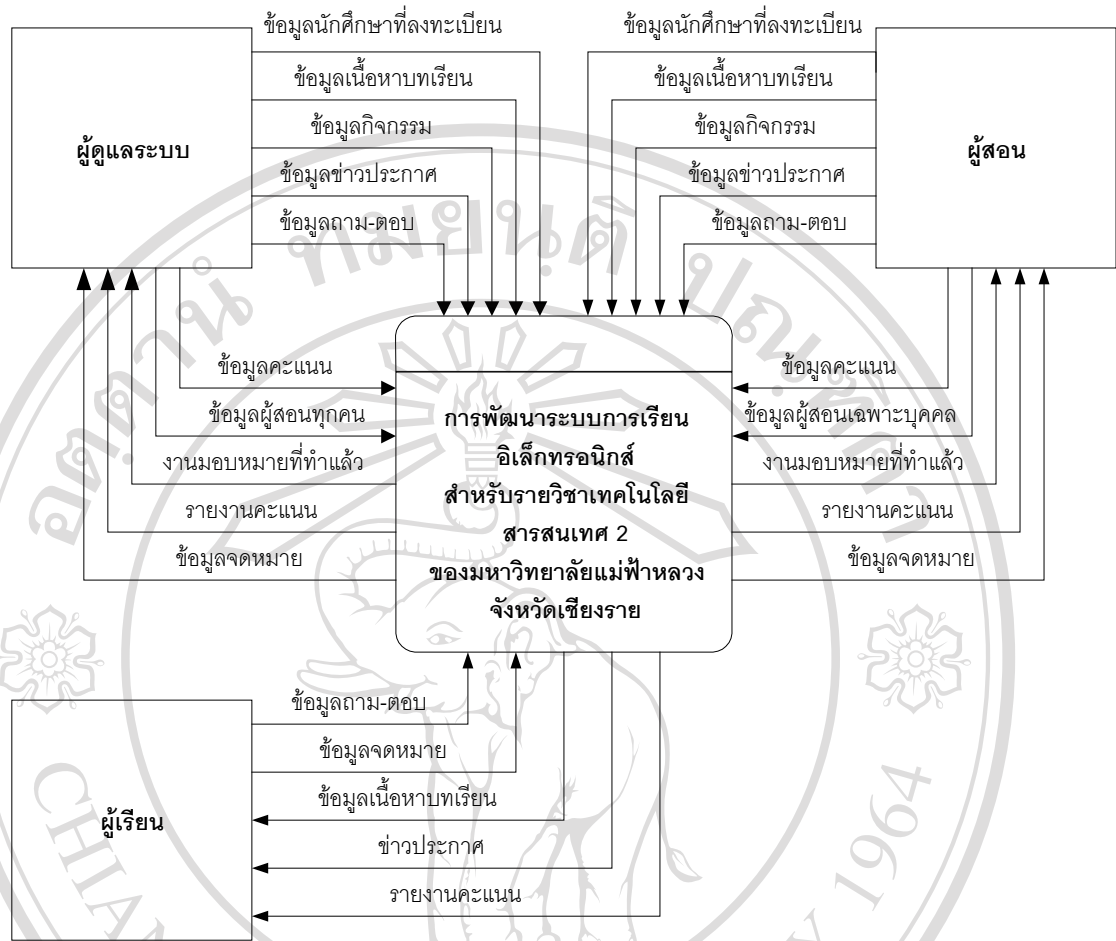 ข้อมูลนักศึกษาที่ลงทะเบียน
ข้อมูลเนื้อหาบทเรียน
ข้อมูลกิจกรรม
ข้อมูลข่าวประกาศ
ข้อมูลถาม-ตอบ
ผู้ดูแลระบบ
ข้อมูลนักศึกษาที่ลงทะเบียน
ข้อมูลเนื้อหาบทเรียน
ข้อมูลกิจกรรม
ข้อมูลข่าวประกาศ
ข้อมูลถาม-ตอบ
ผู้สอน
ข้อมูลคะแนน
ข้อมูลผู้สอนทุกคน
งานมอบหมายที่ทำแล้ว
รายงานคะแนน
ข้อมูลจดหมาย
การพัฒนาระบบการเรียน
อิเล็กทรอนิกส์
สำหรับรายวิชาเทคโนโลยี
สารสนเทศ 2
ของมหาวิทยาลัยแม่ฟ้าหลวง
จังหวัดเชียงราย
ข้อมูลคะแนน
ข้อมูลผู้สอนเฉพาะบุคคล
งานมอบหมายที่ทำแล้ว
รายงานคะแนน
ข้อมูลจดหมาย
ข้อมูลถาม-ตอบ
ข้อมูลจดหมาย
ข้อมูลเนื้อหาบทเรียน
ข่าวประกาศ
รายงานคะแนน
ผู้เรียน
1964